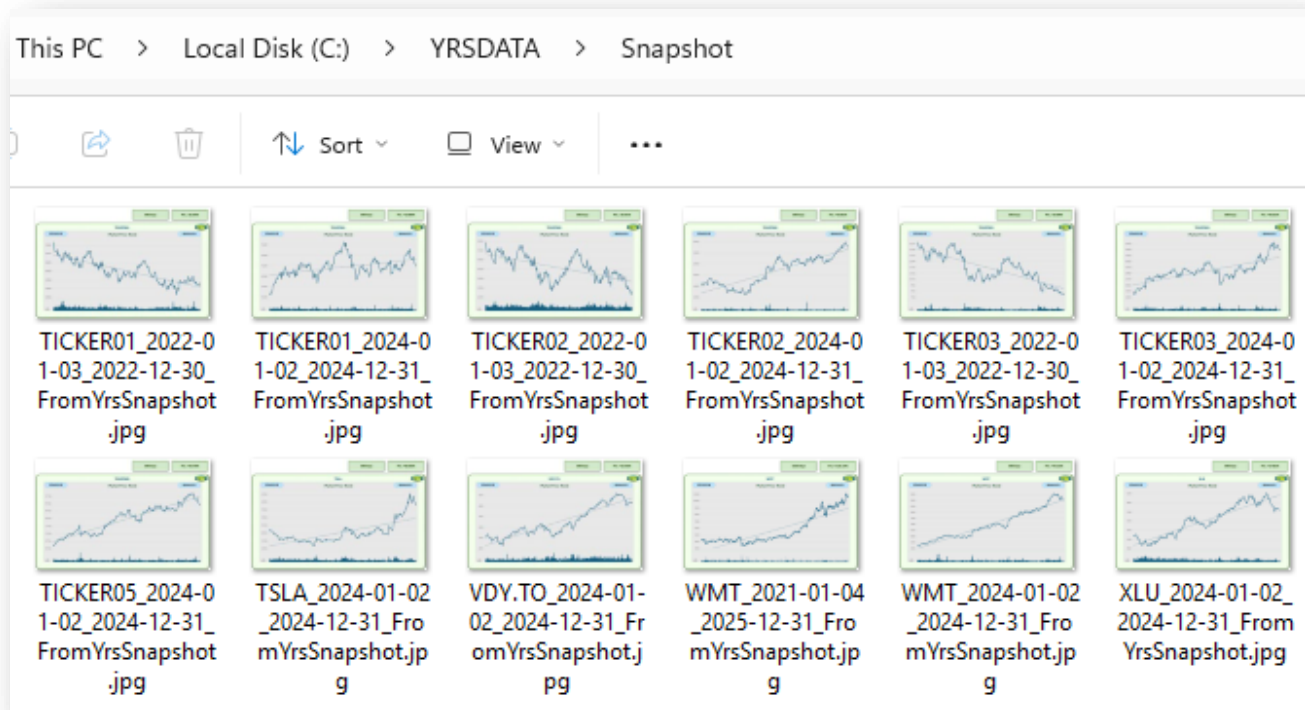 This PC > Local Disk (C:) > YRSDATA > Snapshot
Sort View ...
TICKER01_2022-0
1-03_2022-12-30_
FromYrsSnapshot
.jpg
TICKER01_2024-0
1-02_2024-12-31_
FromYrsSnapshot
.jpg
TICKER02_2022-0
1-03_2022-12-30_
FromYrsSnapshot
.jpg
TICKER02_2024-0
1-02_2024-12-31_
FromYrsSnapshot
.jpg
TICKER03_2022-0
1-03_2022-12-30_
FromYrsSnapshot
.jpg
TICKER03_2024-0
1-02_2024-12-31_
FromYrsSnapshot
.jpg
TICKER05_2024-0
1-02_2024-12-31_
FromYrsSnapshot
.jpg
TSLA_2024-01-02
_2024-12-31_Fro
mYrsSnapshot.jp
g
VDY.TO_2024-01-
02_2024-12-31_Fr
omYrsSnapshot.j
pg
WMT_2021-01-04
_2025-12-31_Fro
mYrsSnapshot.jp
g
WMT_2024-01-02
_2024-12-31_Fro
mYrsSnapshot.jp
g
XLU_2024-01-02_
2024-12-31_From
YrsSnapshot.jpg